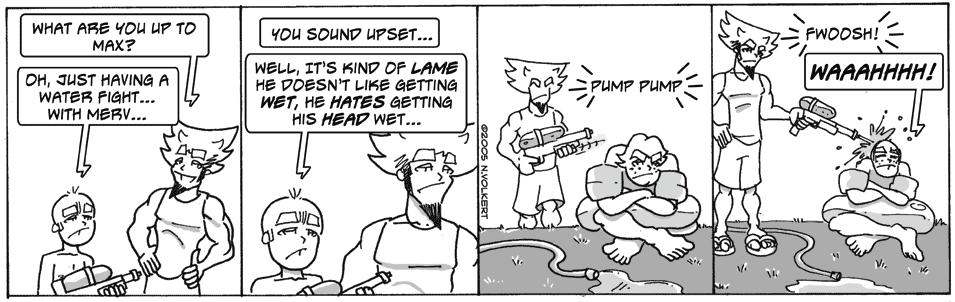 WHAT ARE YOU UP TO
MAX?
OH, JUST HAVING A
WATER FIGHT...
WITH MERV...
YOU SOUND UPSET...
WELL, IT'S KIND OF LAME
HE DOESN'T LIKE GETTING
WET, HE HATES GETTING
HIS HEAD WET...
©2005 N.VOLKERT
PUMP PUMP
FWOOSH!
WAAAHHHH!